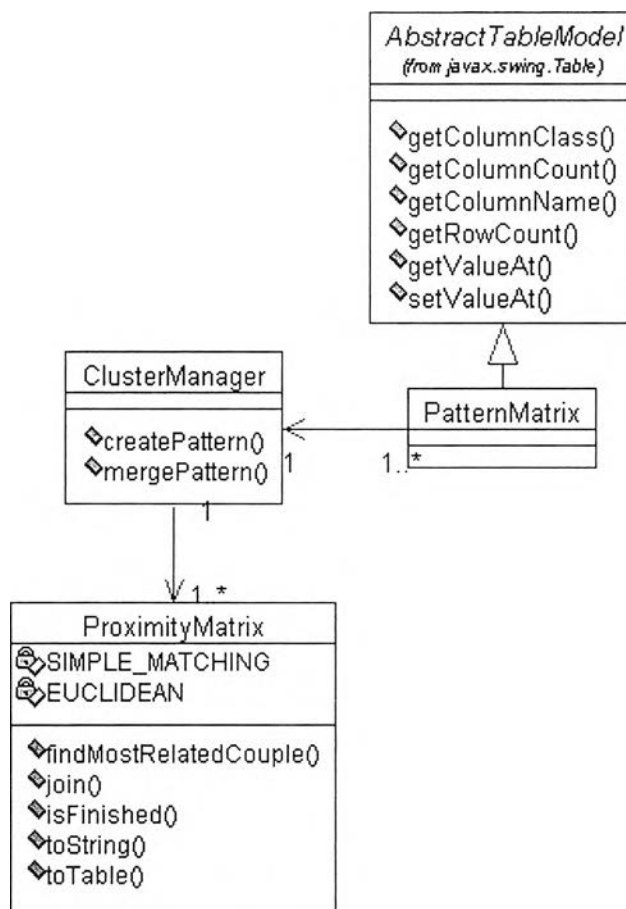 AbstractTableModel
(from javax.swing.Table)
getColumnClass()
getColumnCount()
getColumnName()
getRowCount()
getValueAt()
setValueAt()
ClusterManager
createPattern()
mergePattern()
PatternMatrix
1
1..*
1
1..*
ProximityMatrix
SIMPLE_MATCHING
EUCLIDEAN
findMostRelatedCouple()
join()
isFinished()
toString()
toTable()